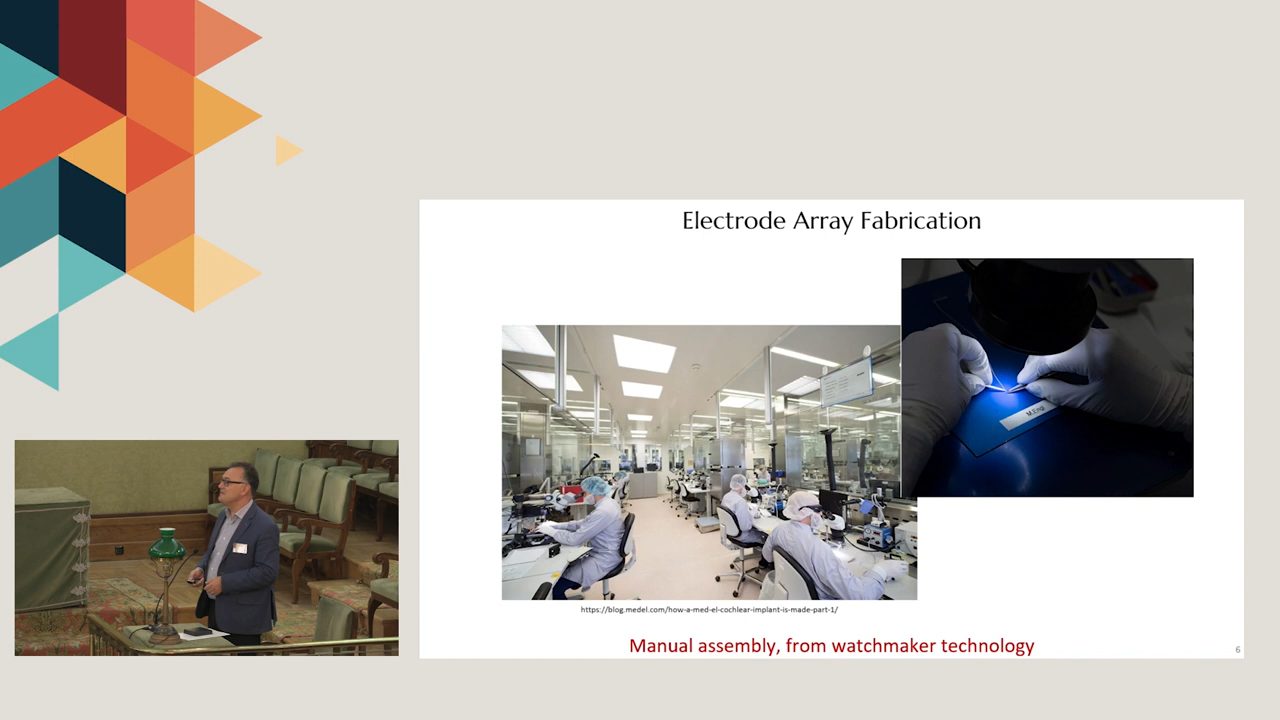 Electrode Array Fabrication
M.Engl
https://blog.medel.com/how-a-med-el-cochlear-implant-is-made-part-1/
Manual assembly, from watchmaker technology
6